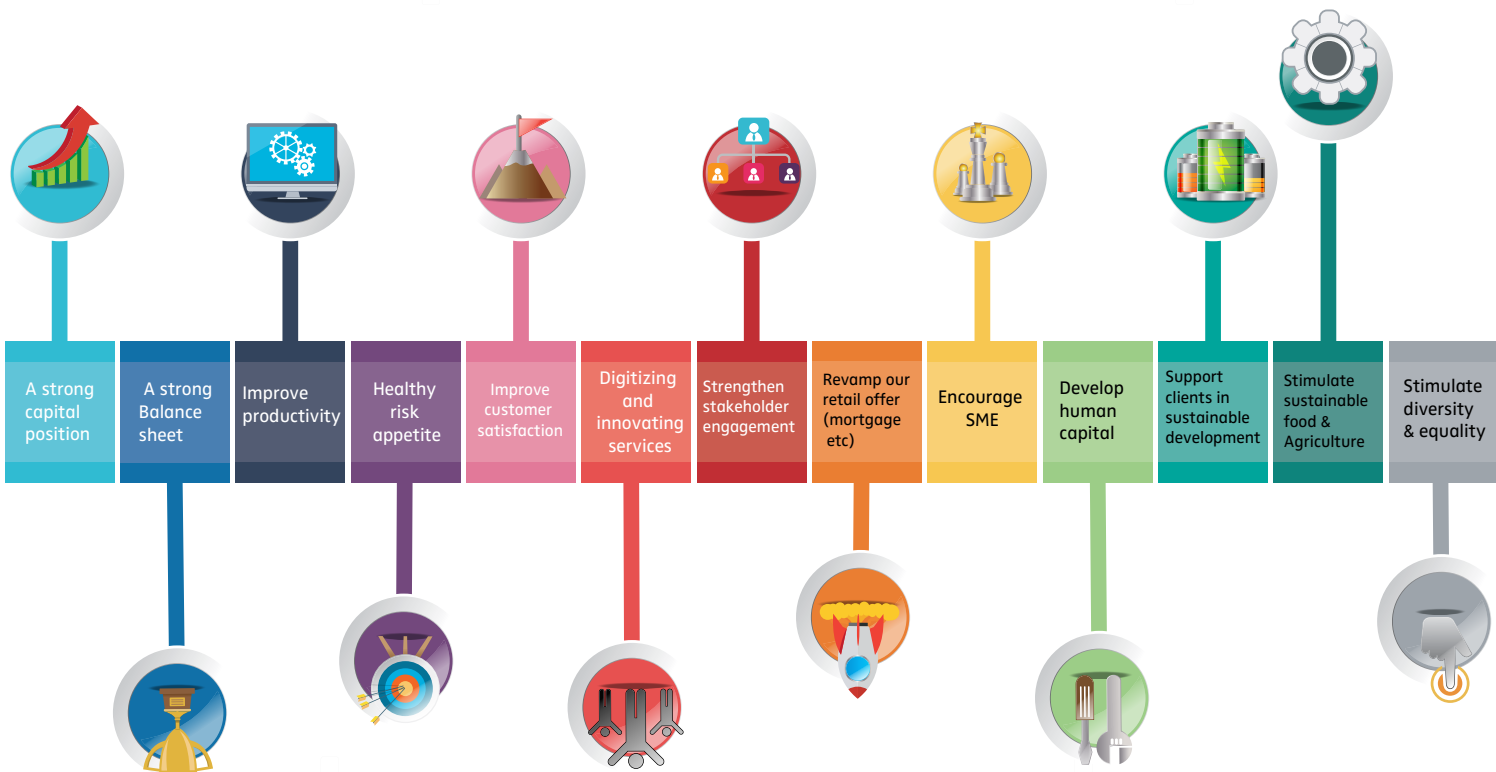 A strong
capital
position
A strong
Balance
sheet
Improve
productivity
Healthy
risk
appetite
Improve
customer
satisfaction
Digitizing
and
innovating
services
Strengthen
stakeholder
engagement
Revamp our
retail offer
(mortgage
etc)
Encourage
SME
Develop
human
capital
Support
clients in
sustainable
development
Stimulate
sustainable
food &
Agriculture
Stimulate
diversity
& equality